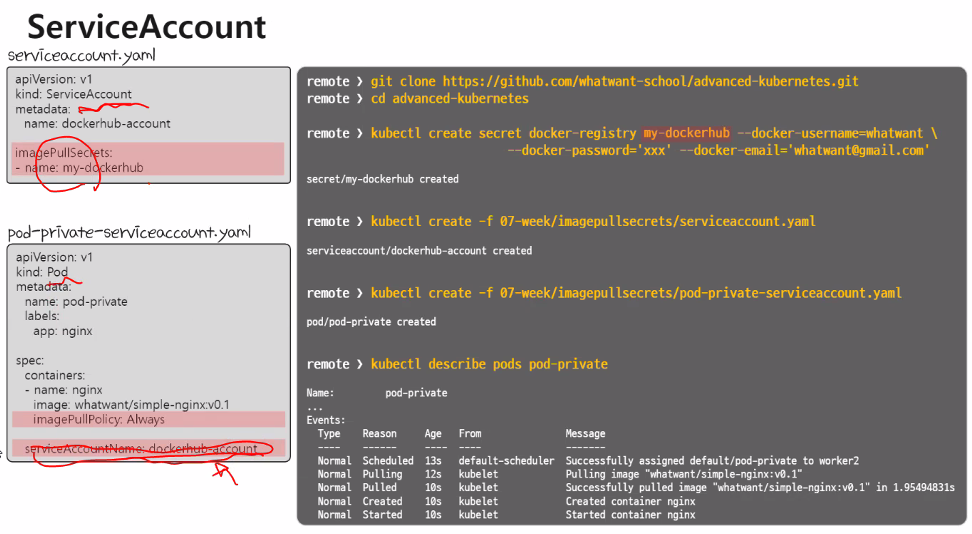 ServiceAccount
serviceaccount.yaml
apiVersion: v1
kind: ServiceAccount
metadata:
name: dockerhub-account
imagePullSecrets:
- name: my-dockerhub
pod-private-serviceaccount.yaml
apiVersion: v1
kind: Pod
metadata:
name: pod-private
labels:
app: nginx
spec:
containers:
- name: nginx
image: whatwant/simple-nginx:v0.1
imagePullPolicy: Always
serviceAccountName: dockerhub-account
remote ❯ git clone https://github.com/whatwant-school/advanced-kubernetes.git
remote ❯ cd advanced-kubernetes
remote ❯ kubectl create secret docker-registry my-dockerhub --docker-username=whatwant \
--docker-password='xxx' --docker-email='whatwant@gmail.com'
secret/my-dockerhub created
remote ❯ kubectl create -f 07-week/imagepullsecrets/serviceaccount.yaml
serviceaccount/dockerhub-account created
remote ❯ kubectl create -f 07-week/imagepullsecrets/pod-private-serviceaccount.yaml
pod/pod-private created
remote ❯ kubectl describe pods pod-private
Name: pod-private
...
Events:
Type Reason Age From Message
---- ------ ---- ---- -------
Normal Scheduled 13s default-scheduler Successfully assigned default/pod-private to worker2
Normal Pulling 12s kubelet Pulling image "whatwant/simple-nginx:v0.1"
Normal Pulled 10s kubelet Successfully pulled image "whatwant/simple-nginx:v0.1" in 1.95494831s
Normal Created 10s kubelet Created container nginx
Normal Started 10s kubelet Started container nginx